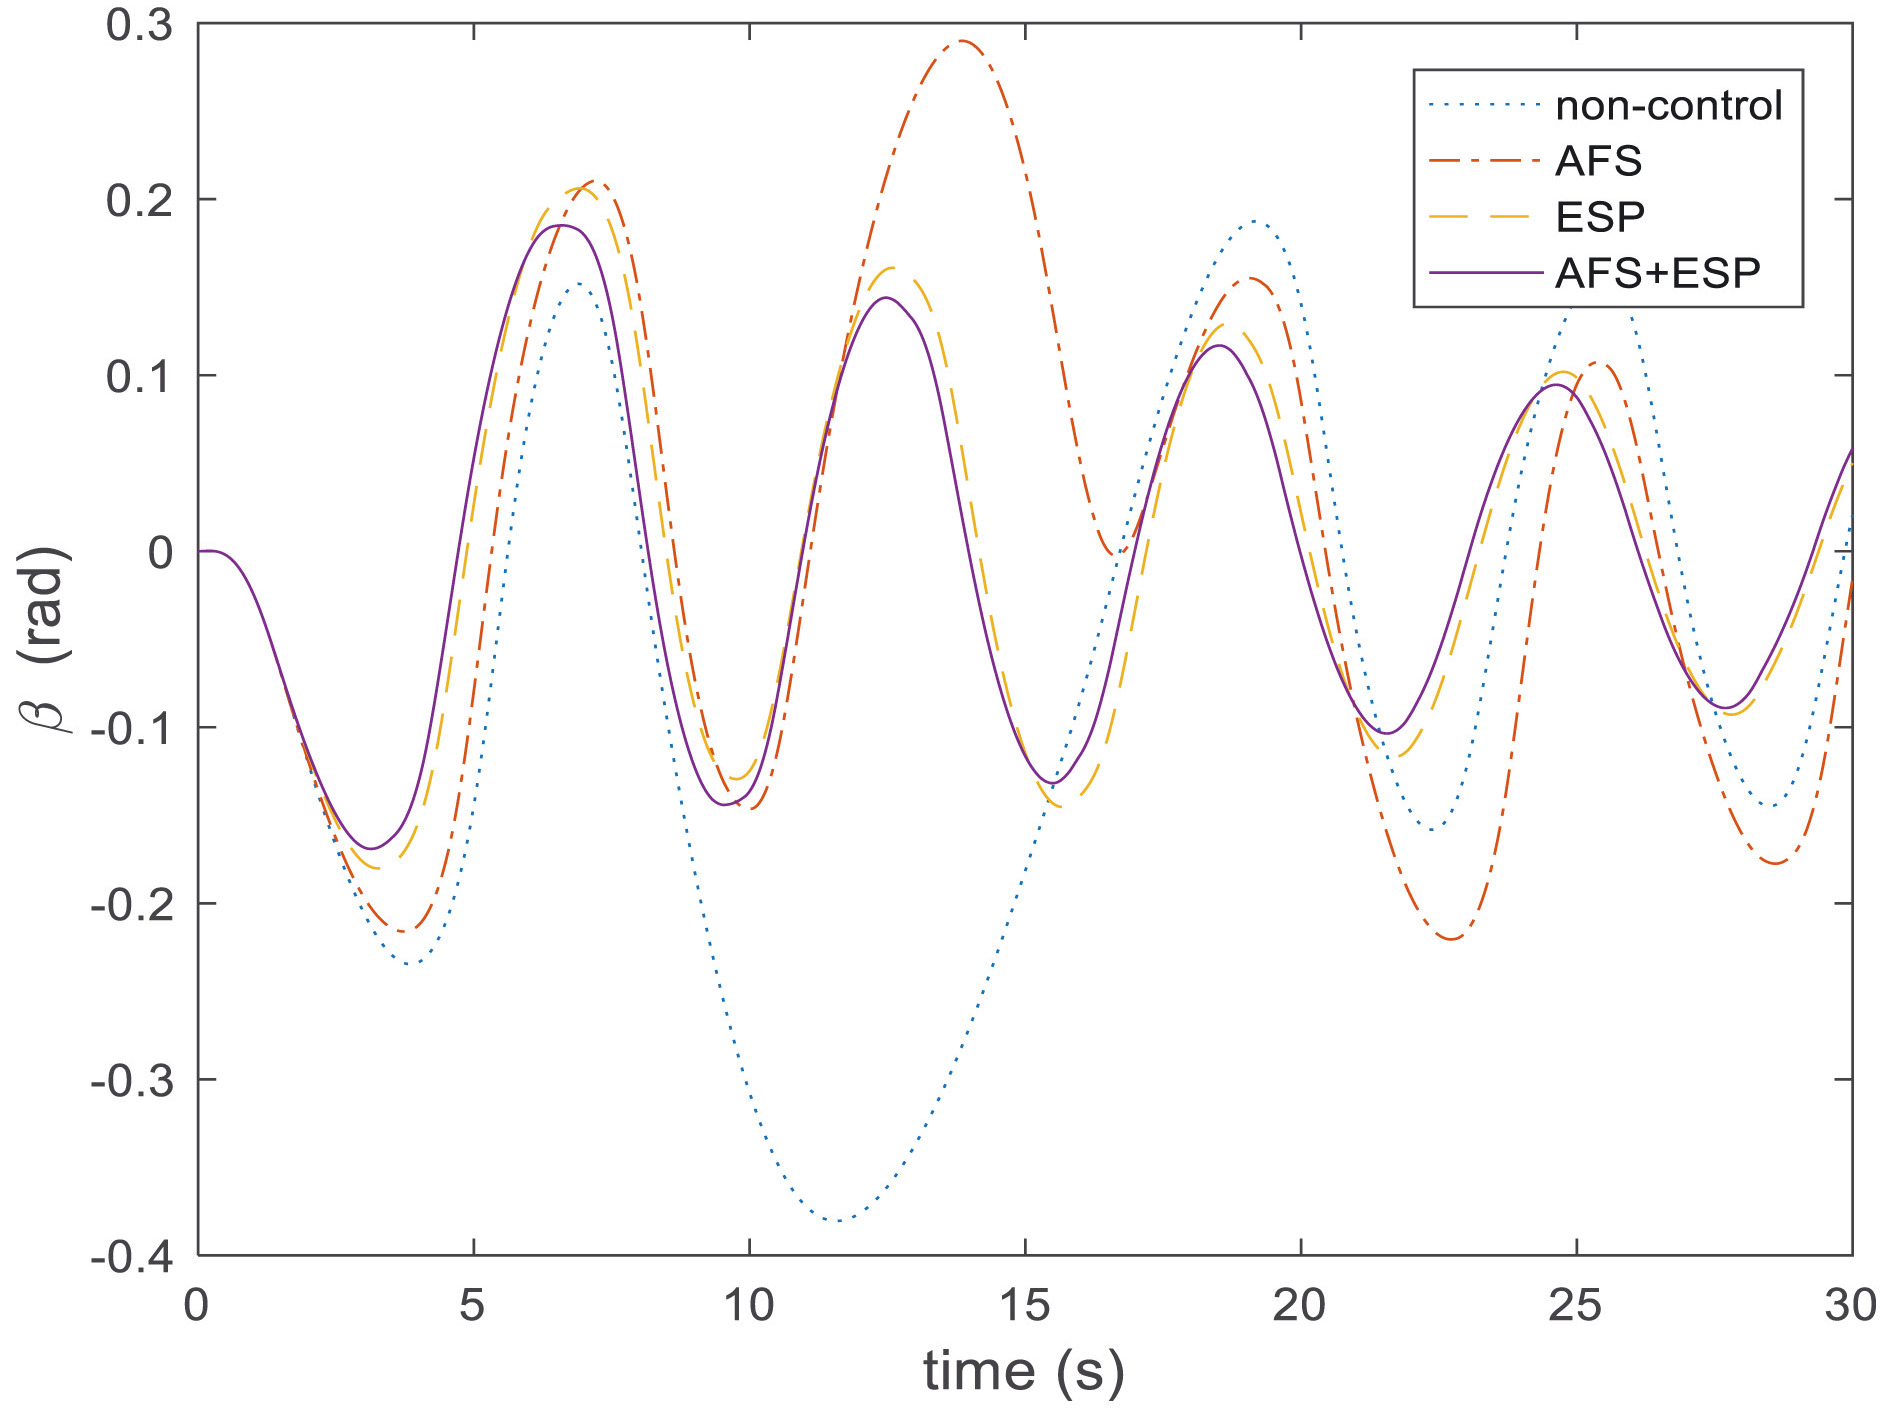 0.3
0.2
0.1
0
-0.1
-0.2
-0.3
-0.4
β (rad)
0 5 10 15 20 25 30
time (s)
non-control
AFS
ESP
AFS+ESP